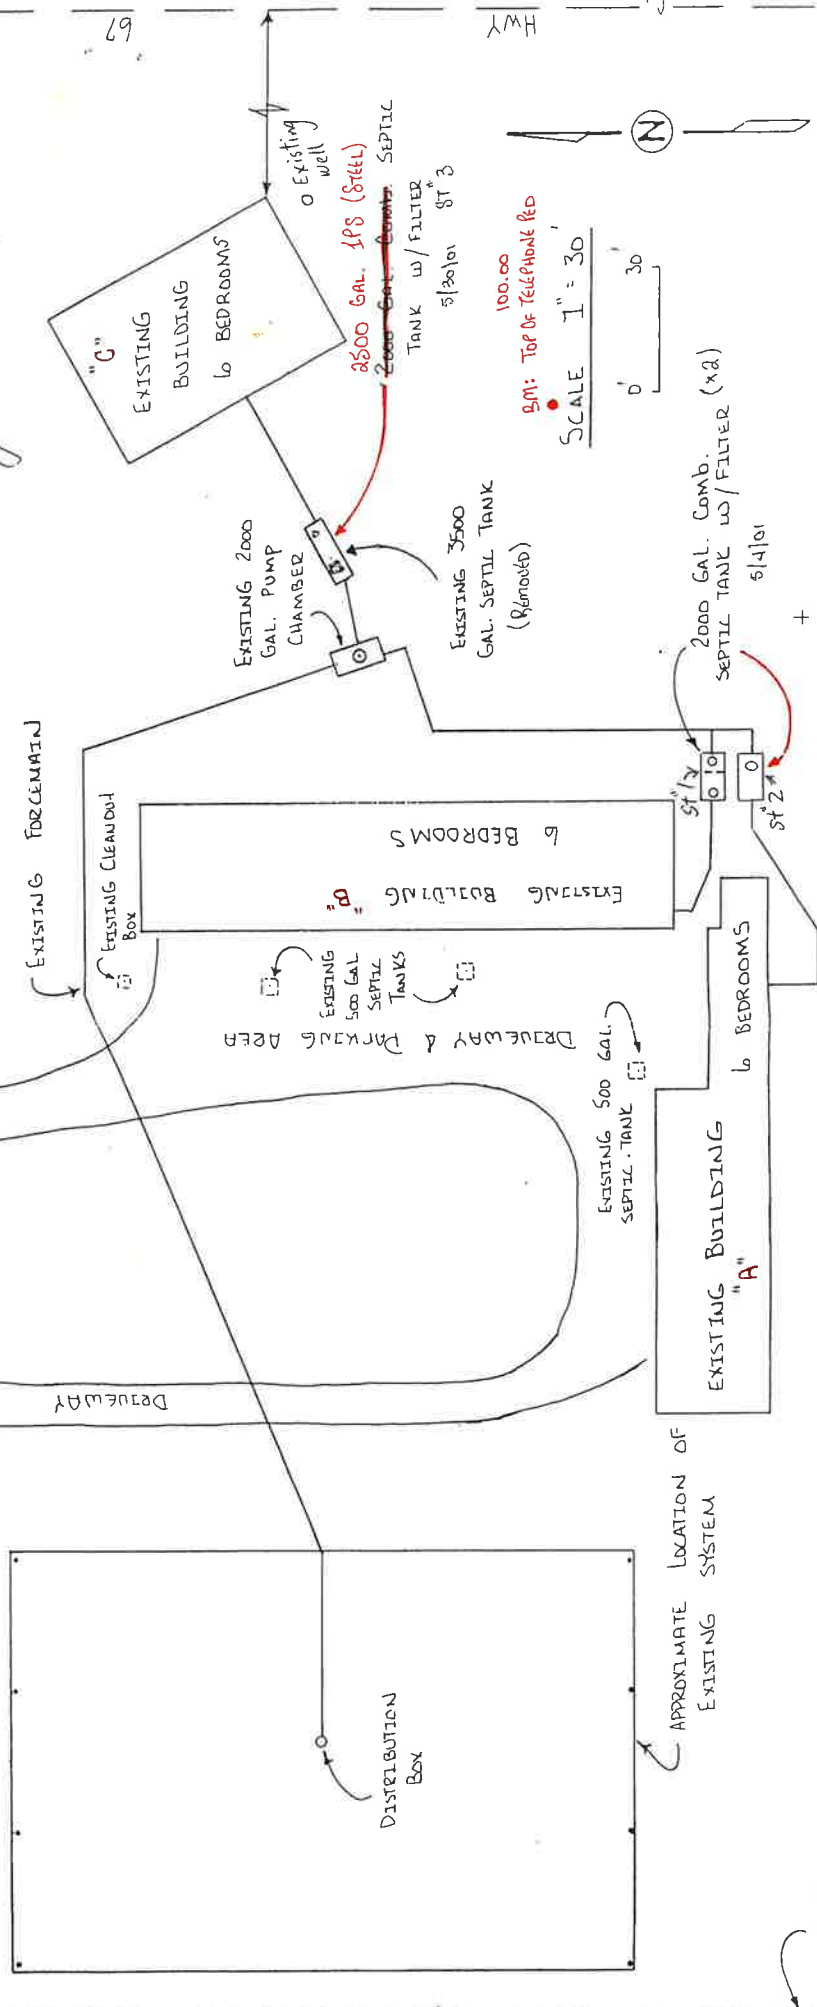 HWY
67
"C"
EXISTING
BUILDING
6 BEDROOMS
O Existing
Well
2500 GAL. IPS (STEEL)
2000 GAL. COMB. SEPTIC
TANK W/ FILTER
5/30/01 ST#3
N
BM: 100.00
TOP OF TELEPHONE PED
SCALE 1" = 30'
0' 30'
EXISTING 2000
GAL. PUMP
CHAMBER
EXISTING 3500
GAL. SEPTIC TANK
(REMOVED)
2000 GAL. COMB.
SEPTIC TANK W/ FILTER (x2)
5/4/01
EXISTING FORCEMAIN
EXISTING CLEANOUT
BOX
EXISTING BUILDING "B"
6 BEDROOMS
ST#2
EXISTING
500 GAL
SEPTIC
TANKS
DRIVEWAY & PARKING AREA
EXISTING 500 GAL.
SEPTIC TANK
EXISTING BUILDING 6 BEDROOMS
"A"
DRIVEWAY
DISTRIBUTION
BOX
APPROXIMATE LOCATION OF
EXISTING SYSTEM